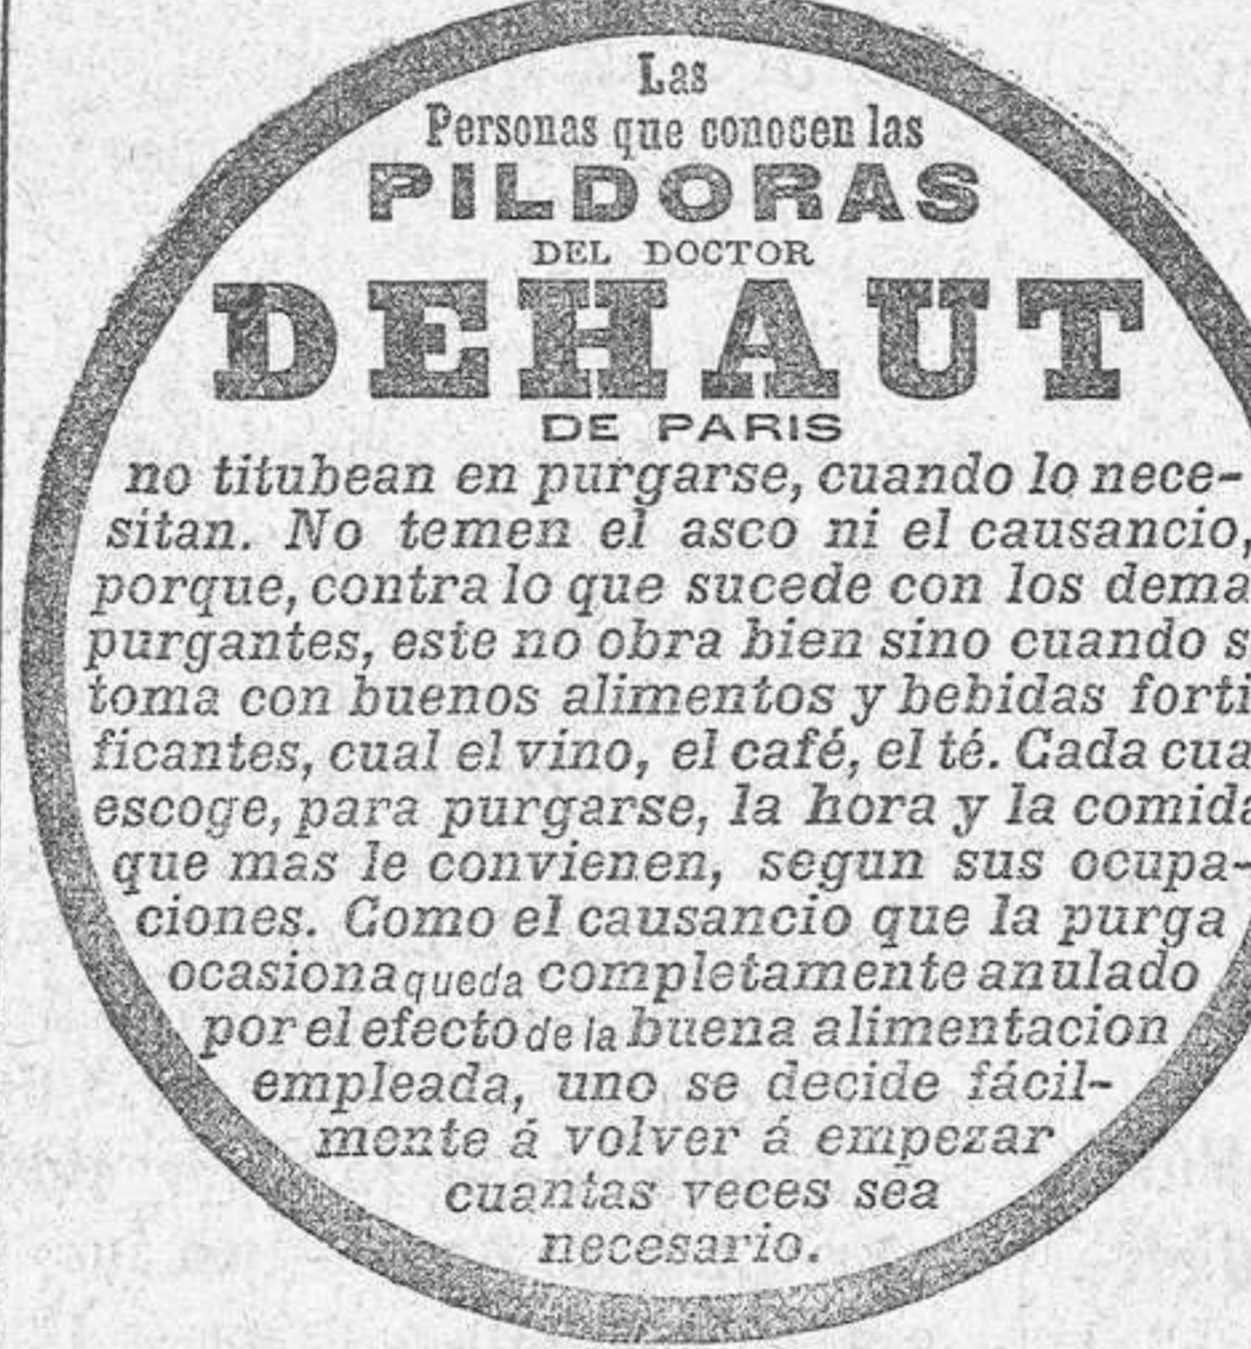 Las
Personas que conocen las
PILDORAS
DEL DOCTOR
DEHAUT
DE PARIS
no titubean en purgarse, cuando lo nece-
sitan. No temen el asco ni el causancio,
porque, contra lo que sucede con los dema
purgantes, este no obra bien sino cuando s
toma con buenos alimentos y bebidas forti
ficantes, cual el vino, el café, el té. Cada cua
escoge, para purgarse, la hora y la comida
que mas le convienen, segun sus ocupa-
ciones. Como el causancio que la purga
ocasiona queda completamente anulado
por el efecto de la buena alimentacion
empleada, uno se decide fácil-
mente á volver á empezar
cuantas veces sea
necesario.